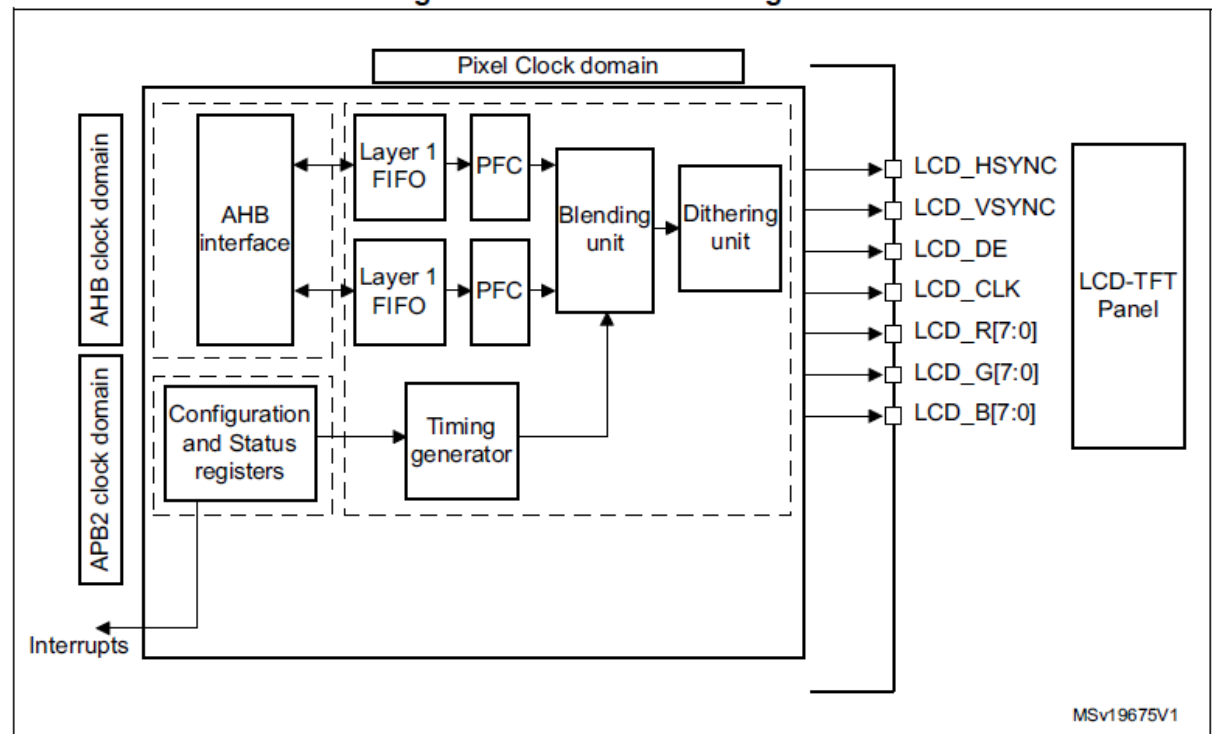 Pixel Clock domain
AHB clock domain
APB2 clock domain
AHB
interface
Layer 1
FIFO
PFC
Layer 1
FIFO
PFC
Blending
unit
Dithering
unit
Configuration
and Status
registers
Timing
generator
Interrupts
LCD_HSYNC
LCD_VSYNC
LCD_DE
LCD_CLK
LCD_R[7:0]
LCD_G[7:0]
LCD_B[7:0]
LCD-TFT
Panel
MSv19675V1